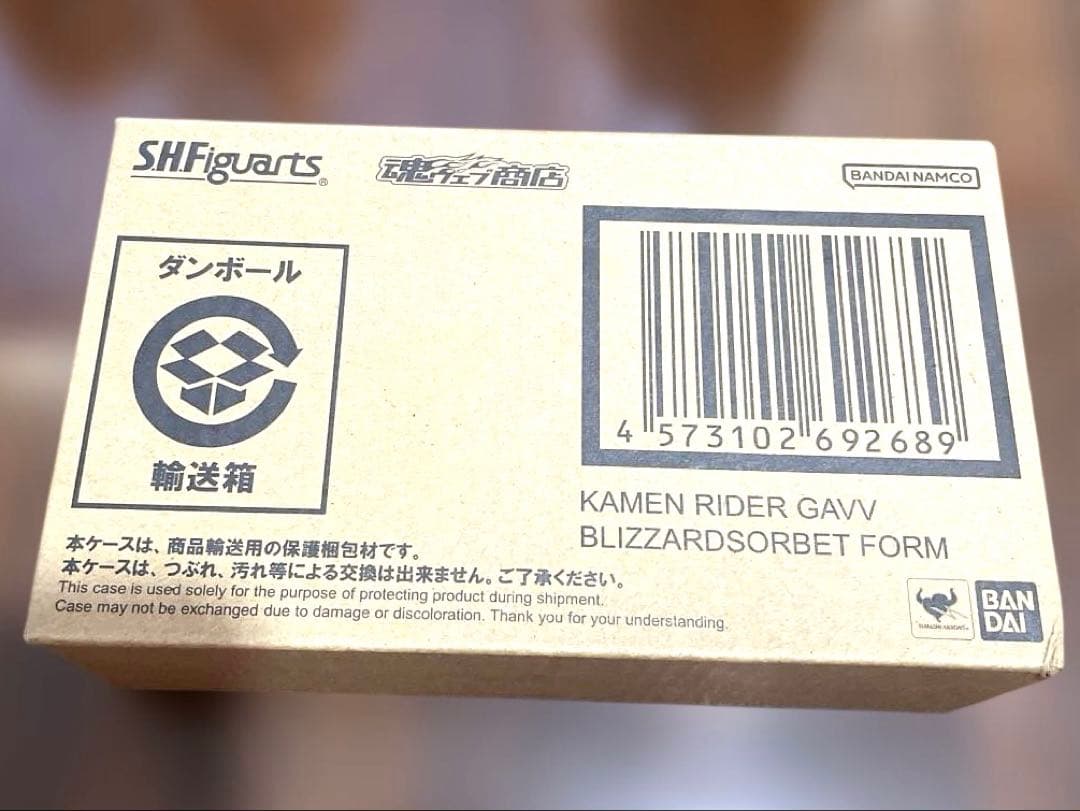 S.H.Figuarts®
魂ウェブ商店
BANDAI NAMCO
ダンボール
輸送箱
4 573102 692689
KAMEN RIDER GAVV
BLIZZARDSORBET FORM
本ケースは、商品輸送用の保護梱包材です。
本ケースは、つぶれ、汚れ等による交換は出来ません。ご了承ください。
This case is used solely for the purpose of protecting product during shipment.
Case may not be exchanged due to damage or discoloration. Thank you for your understanding.
TAMASHII NATIONS
BAN
DAI